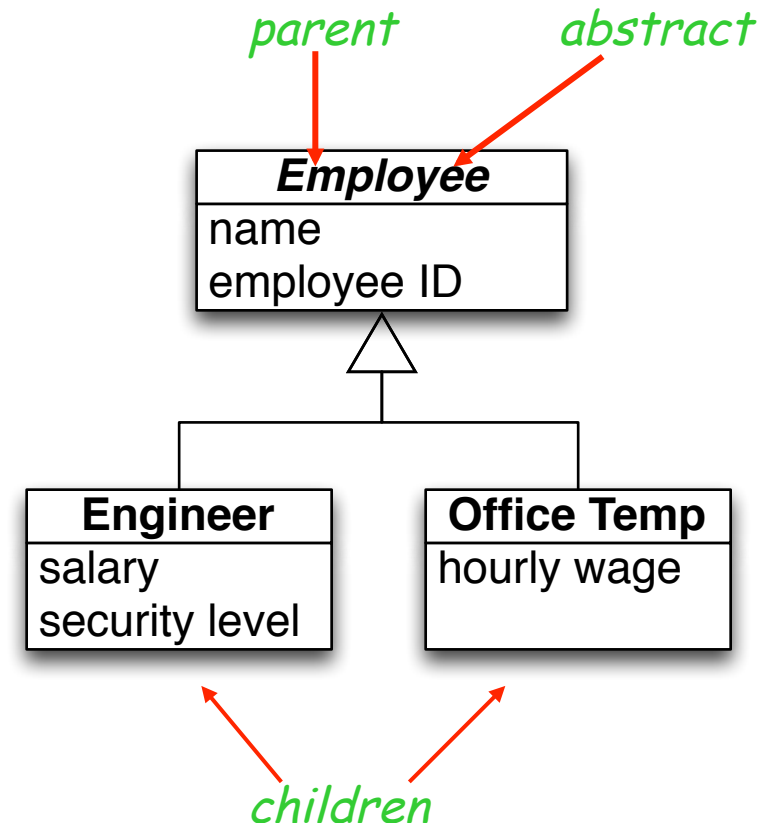 parent abstract
Employee
name
employee ID
Engineer
salary
security level
Office Temp
hourly wage
children